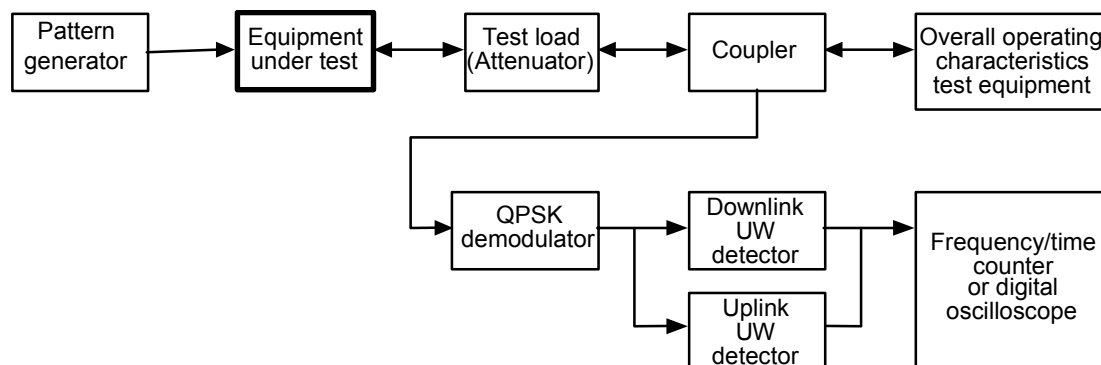 Pattern
generator
Equipment
under test
Test load
(Attenuator)
Coupler
Overall operating
characteristics
test equipment
QPSK
demodulator
Downlink
UW
detector
Uplink
UW
detector
Frequency/time
counter
or digital
oscilloscope